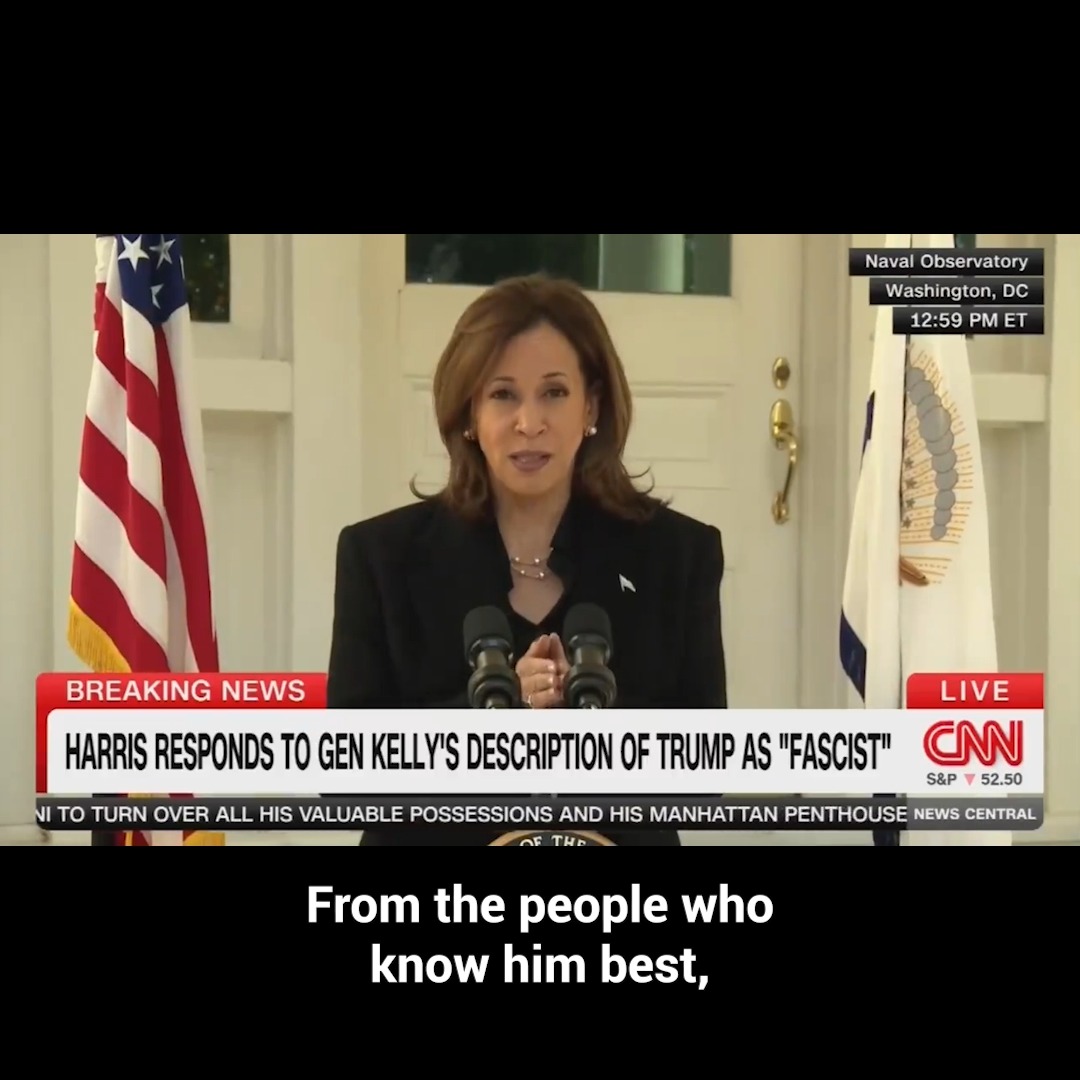 Naval Observatory
Washington, DC
12:59 PM ET
BREAKING NEWS
LIVE
HARRIS RESPONDS TO GEN KELLY'S DESCRIPTION OF TRUMP AS "FASCIST"
CNN
S&P ▼ 52.50
NI TO TURN OVER ALL HIS VALUABLE POSSESSIONS AND HIS MANHATTAN PENTHOUSE
NEWS CENTRAL
OF THE
From the people who
know him best,